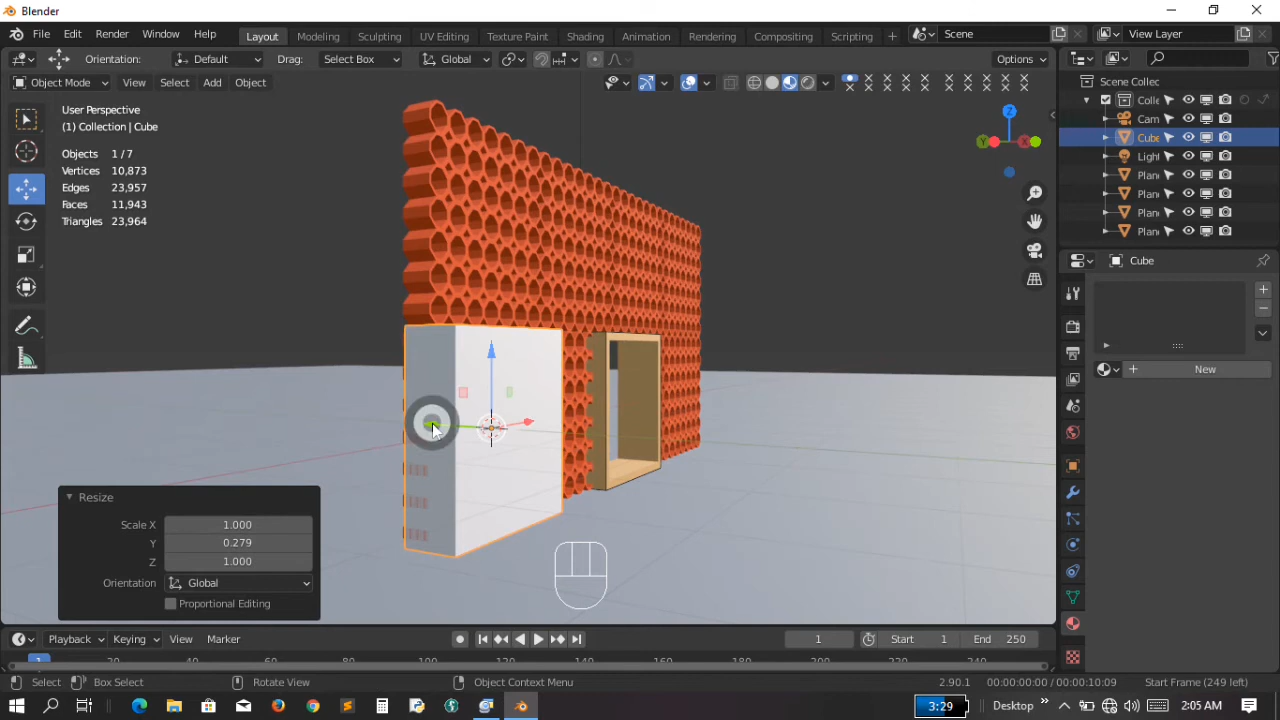 Blender
File Edit Render Window Help Layout Modeling Sculpting UV Editing Texture Paint Shading Animation Rendering Compositing Scripting + Scene View Layer
Orientation: Default Drag: Select Box Global Options
Object Mode View Select Add Object
User Perspective
(1) Collection | Cube
Objects 1 / 7
Vertices 10,873
Edges 23,957
Faces 11,943
Triangles 23,964
Z
Y
X
Scene Collec
Colle
Cam
Cube
Light
Plane
Plane
Plane
Plane
Cube
New
Resize
Scale X 1.000
Y 0.279
Z 1.000
Orientation Global
Proportional Editing
Playback Keying View Marker 1 Start 1 End 250
1 20 80 100 120 140 160 180 200 220 240
Select Box Select Rotate View Object Context Menu 2.90.1 00:00:00:00 / 00:00:10:09 Start Frame (249 left)
3:29 Desktop 2:05 AM